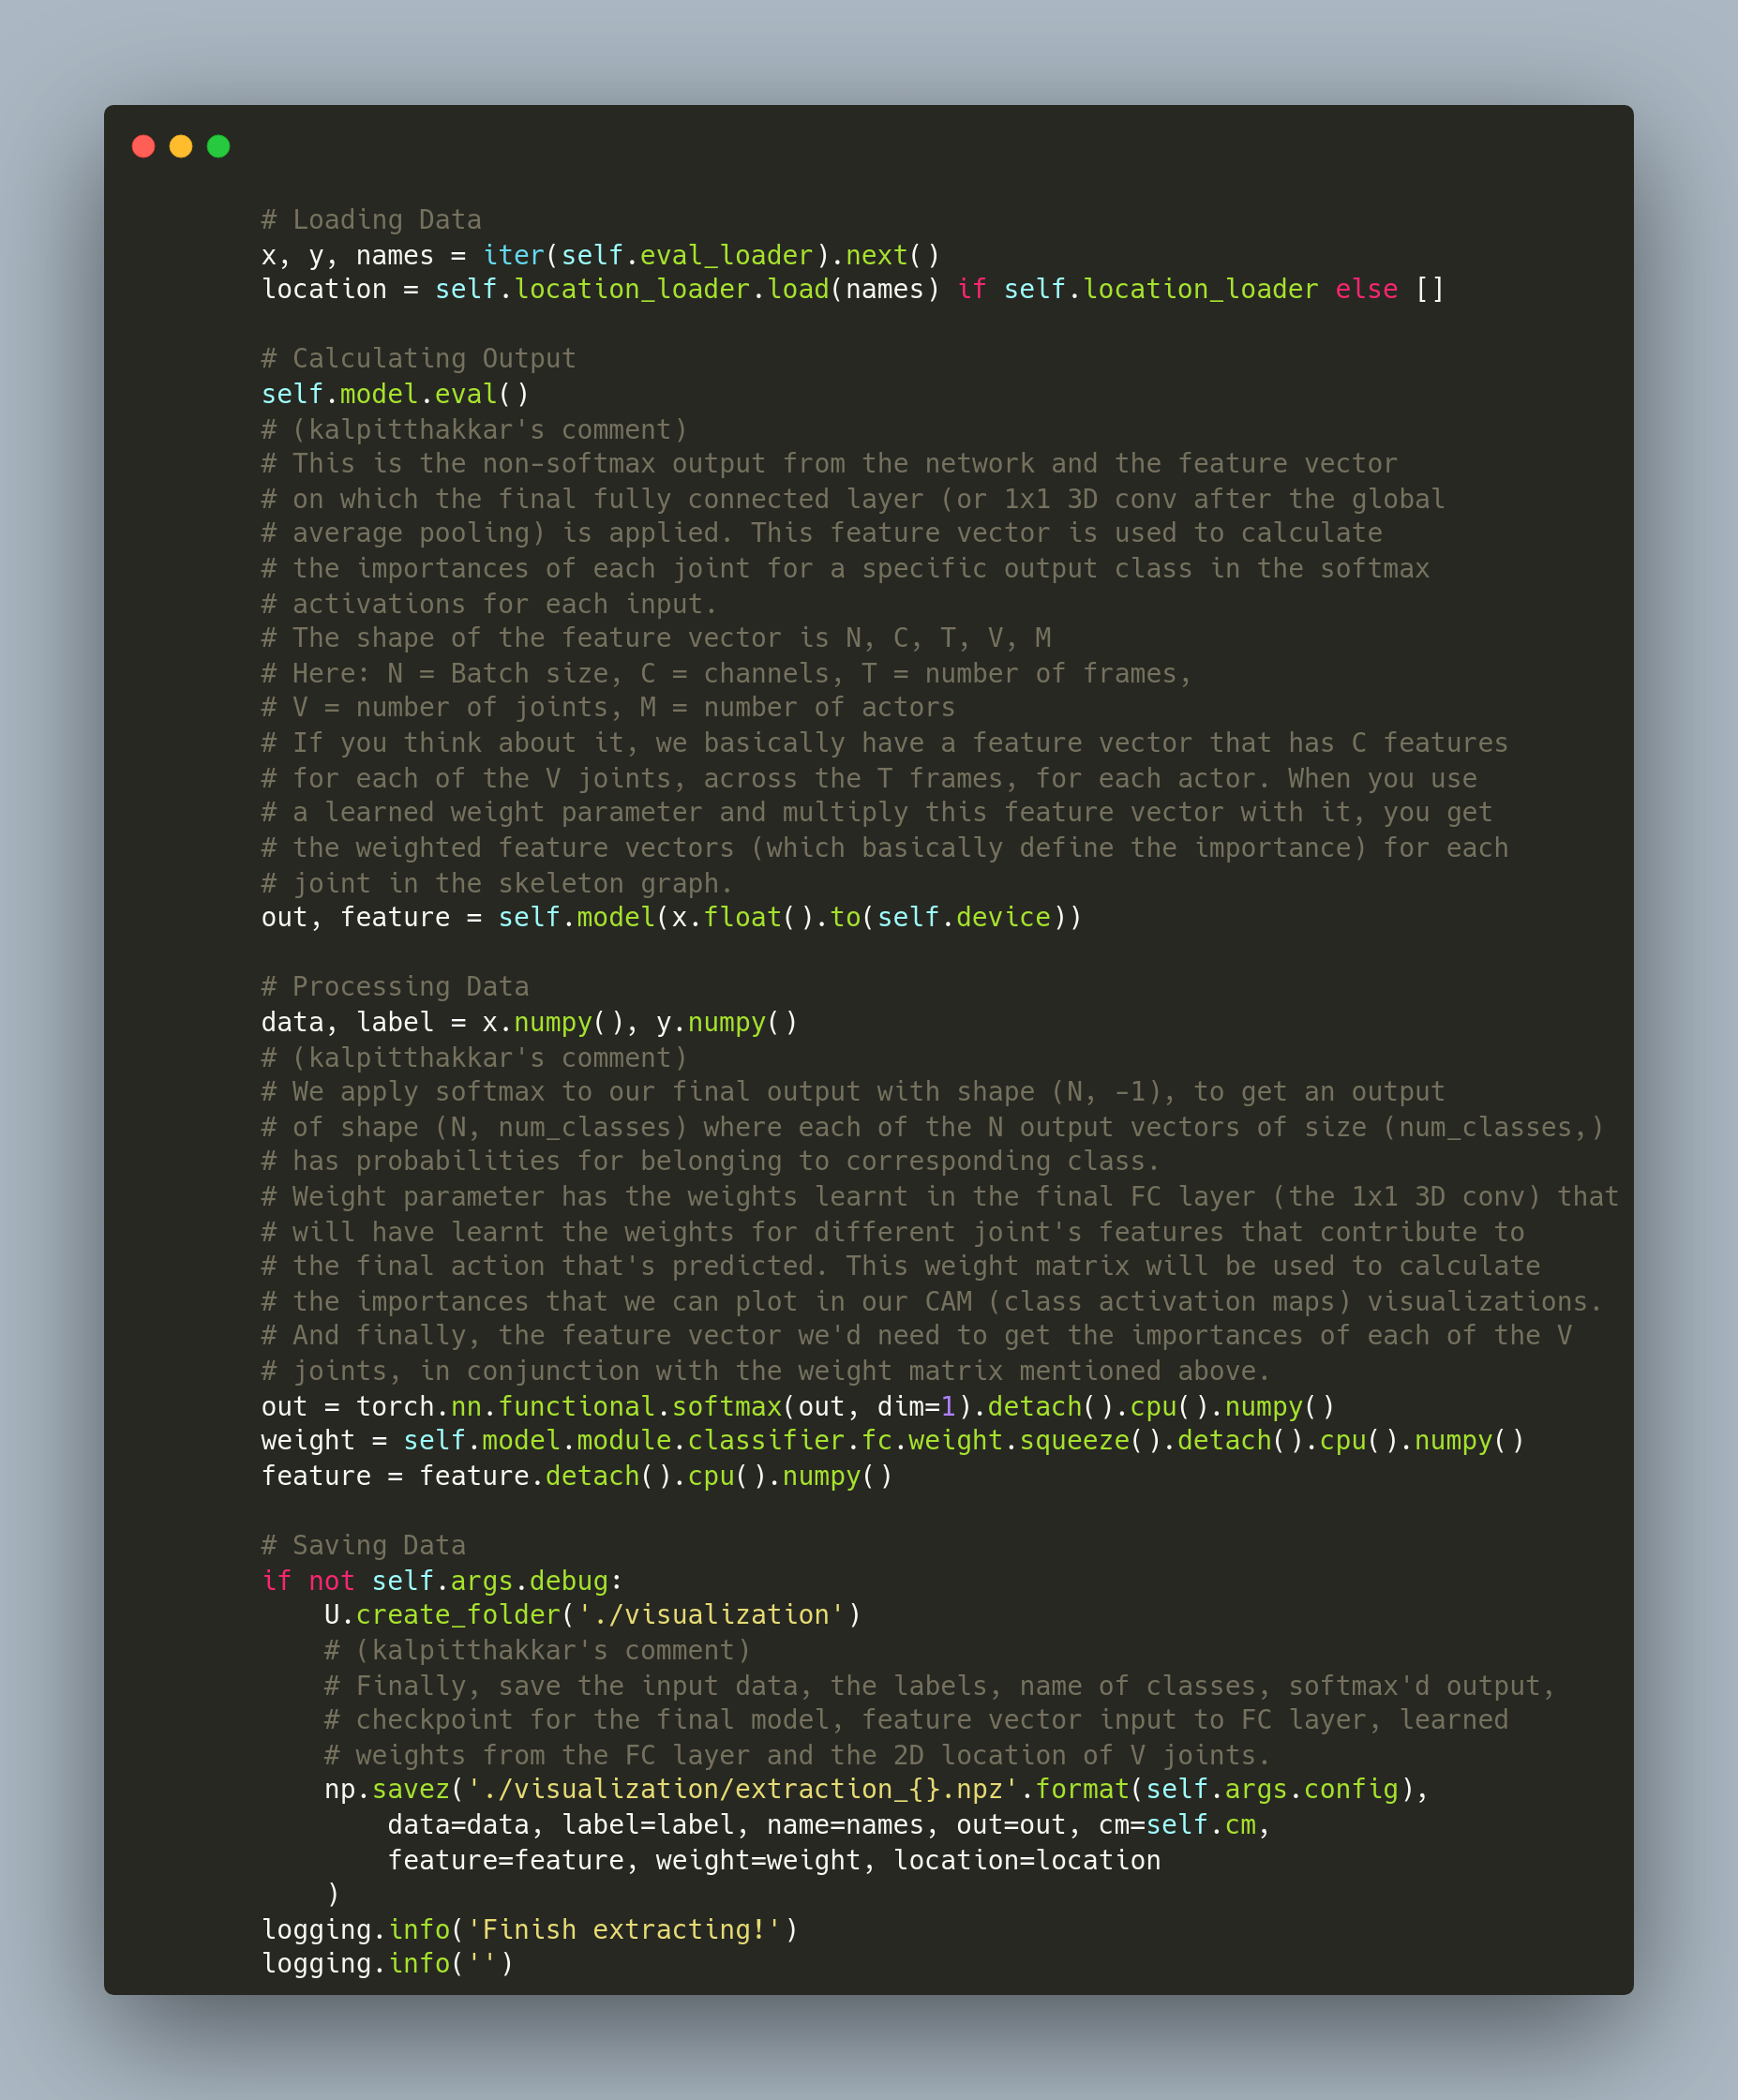 # Loading Data
x, y, names = iter(self.eval_loader).next()
location = self.location_loader.load(names) if self.location_loader else []

# Calculating Output
self.model.eval()
# (kalpitthakkar's comment)
# This is the non-softmax output from the network and the feature vector
# on which the final fully connected layer (or 1x1 3D conv after the global
# average pooling) is applied. This feature vector is used to calculate
# the importances of each joint for a specific output class in the softmax
# activations for each input.
# The shape of the feature vector is N, C, T, V, M
# Here: N = Batch size, C = channels, T = number of frames,
# V = number of joints, M = number of actors
# If you think about it, we basically have a feature vector that has C features
# for each of the V joints, across the T frames, for each actor. When you use
# a learned weight parameter and multiply this feature vector with it, you get
# the weighted feature vectors (which basically define the importance) for each
# joint in the skeleton graph.
out, feature = self.model(x.float().to(self.device))

# Processing Data
data, label = x.numpy(), y.numpy()
# (kalpitthakkar's comment)
# We apply softmax to our final output with shape (N, -1), to get an output
# of shape (N, num_classes) where each of the N output vectors of size (num_classes,)
# has probabilities for belonging to corresponding class.
# Weight parameter has the weights learnt in the final FC layer (the 1x1 3D conv) that
# will have learnt the weights for different joint's features that contribute to
# the final action that's predicted. This weight matrix will be used to calculate
# the importances that we can plot in our CAM (class activation maps) visualizations.
# And finally, the feature vector we'd need to get the importances of each of the V
# joints, in conjunction with the weight matrix mentioned above.
out = torch.nn.functional.softmax(out, dim=1).detach().cpu().numpy()
weight = self.model.module.classifier.fc.weight.squeeze().detach().cpu().numpy()
feature = feature.detach().cpu().numpy()

# Saving Data
if not self.args.debug:
    U.create_folder('./visualization')
    # (kalpitthakkar's comment)
    # Finally, save the input data, the labels, name of classes, softmax'd output,
    # checkpoint for the final model, feature vector input to FC layer, learned
    # weights from the FC layer and the 2D location of V joints.
    np.savez('./visualization/extraction_{}.npz'.format(self.args.config),
        data=data, label=label, name=names, out=out, cm=self.cm,
        feature=feature, weight=weight, location=location
    )
logging.info('Finish extracting!')
logging.info('')